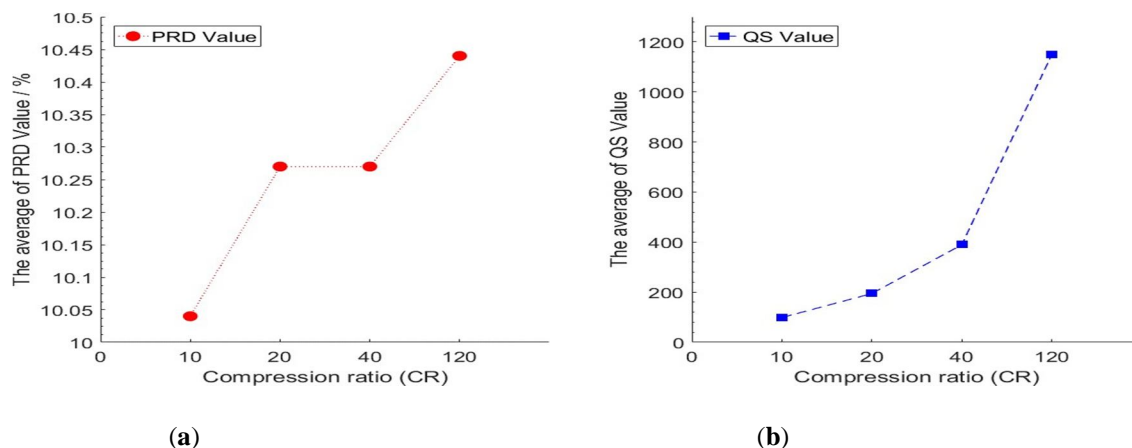 PRD Value
The average of PRD Value / %
10.5
10.45
10.4
10.35
10.3
10.25
10.2
10.15
10.1
10.05
10
0 10 20 40 120
Compression ratio (CR)
(a)
QS Value
The average of QS Value
1200
1000
800
600
400
200
0
0 10 20 40 120
Compression ratio (CR)
(b)